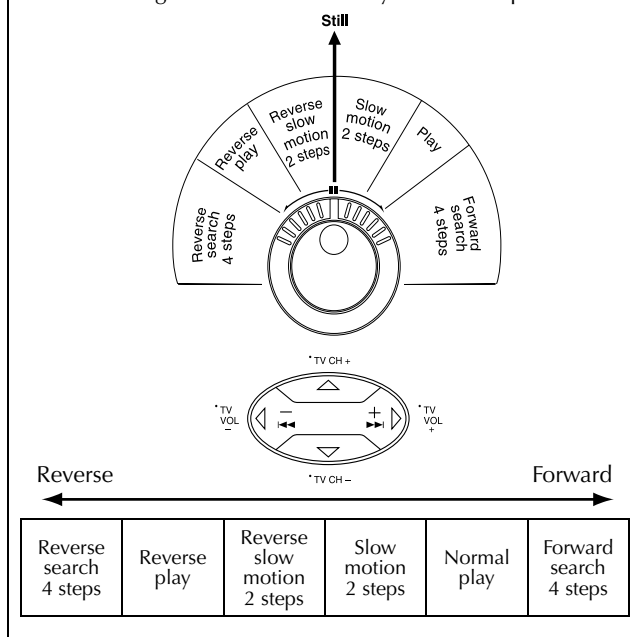 Still
Reverse
search
4 steps
Reverse
play
Reverse
slow
motion
2 steps
Slow
motion
2 steps
Play
Forward
search
4 steps
*TV CH +
*TV
VOL
–
–
+
*TV
VOL
+
*TV CH –
Reverse
Forward
Reverse
search
4 steps
Reverse
play
Reverse
slow
motion
2 steps
Slow
motion
2 steps
Normal
play
Forward
search
4 steps